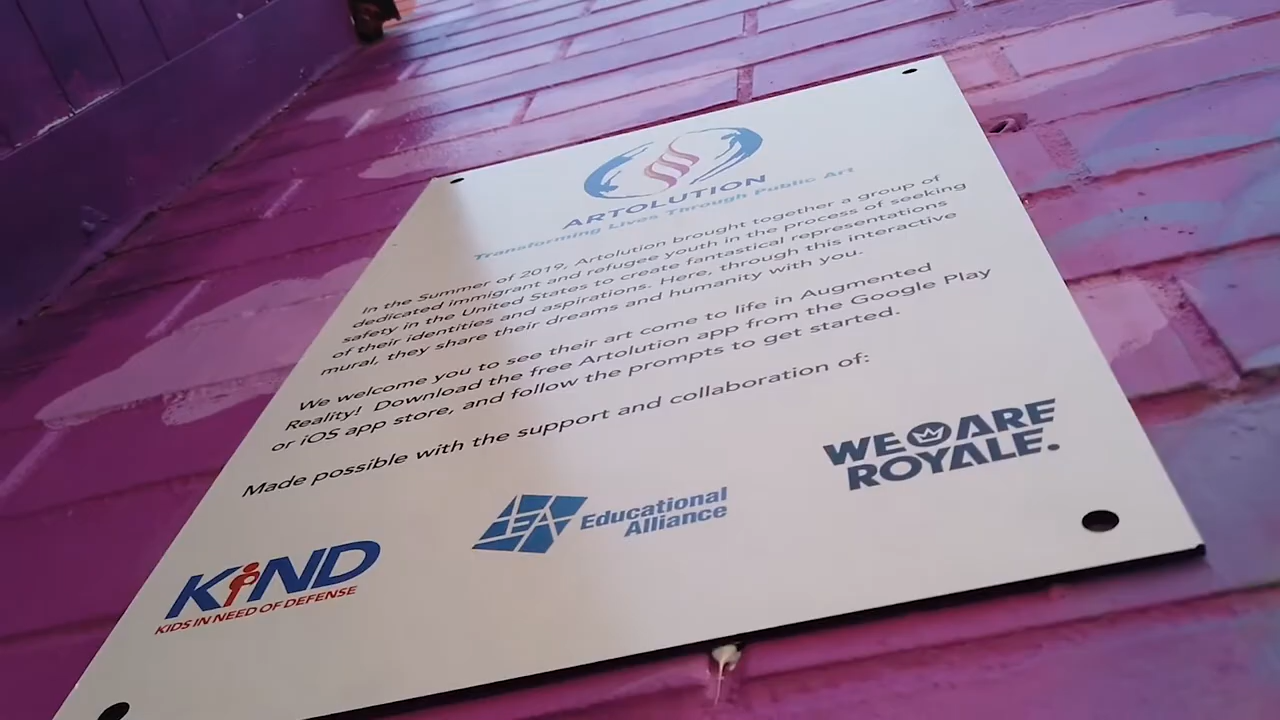 ARTOLUTION
Transforming Lives Through Public Art
In the Summer of 2019, Artolution brought together a group of
dedicated immigrant and refugee youth in the process of seeking
safety in the United States to create fantastical representations
of their identities and aspirations. Here, through this interactive
mural, they share their dreams and humanity with you.
We welcome you to see their art come to life in Augmented
Reality! Download the free Artolution app from the Google Play
or iOS app store, and follow the prompts to get started.
Made possible with the support and collaboration of:
KiND
KIDS IN NEED OF DEFENSE
EA Educational
Alliance
WE ARE
ROYALE.